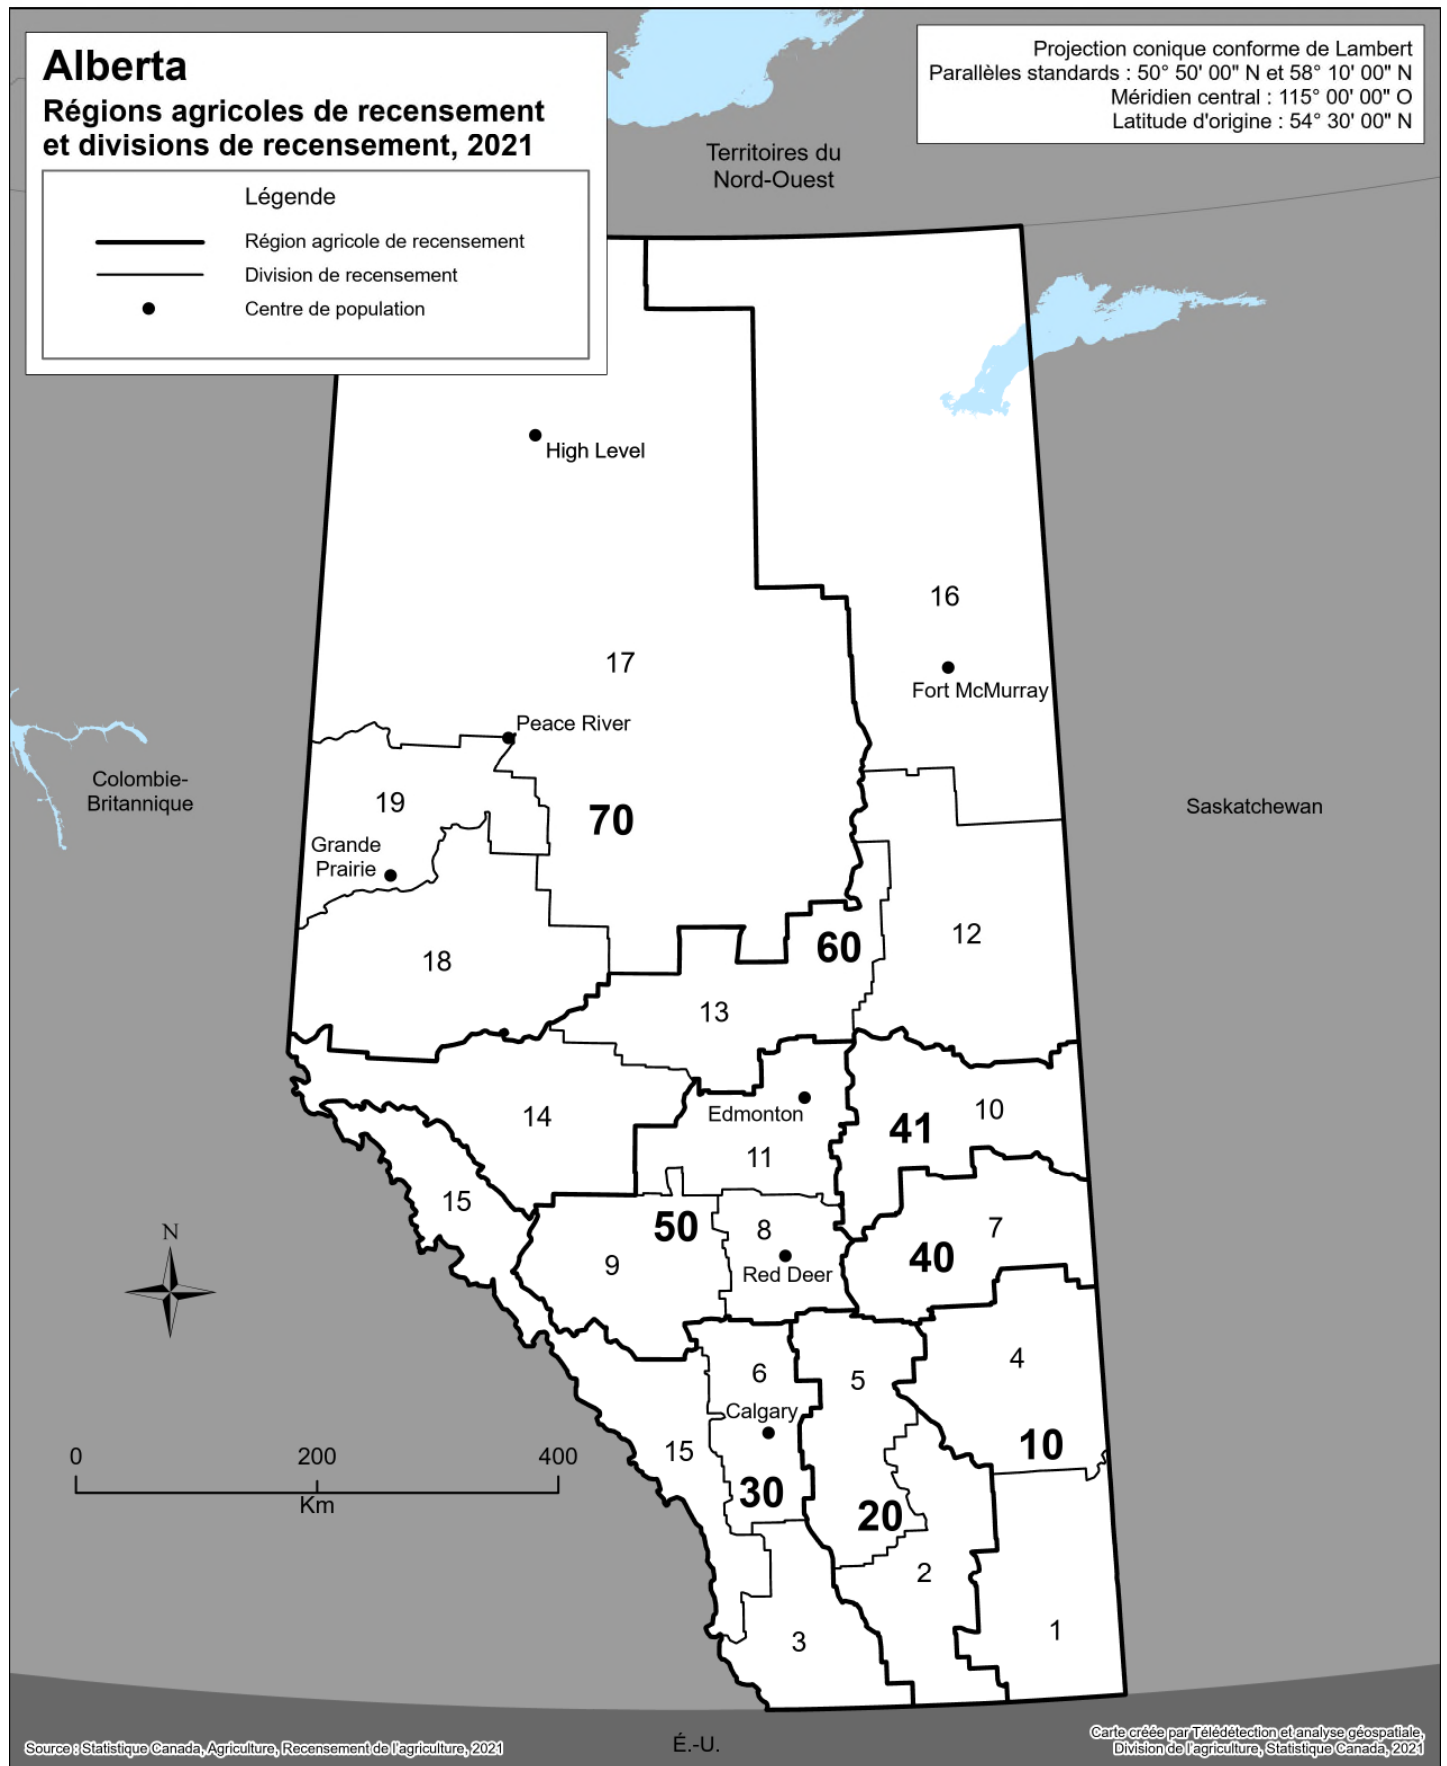 Alberta
Régions agricoles de recensement
et divisions de recensement, 2021
Légende
Région agricole de recensement
Division de recensement
Centre de population
Projection conique conforme de Lambert
Parallèles standards : 50° 50' 00" N et 58° 10' 00" N
Méridien central : 115° 00' 00" O
Latitude d'origine : 54° 30' 00" N
Territoires du
Nord-Ouest
High Level
16
17
Fort McMurray
Peace River
Colombie-
Britannique
19
70
Saskatchewan
Grande
Prairie
12
60
18
13
10
14
Edmonton
41
11
15
50
8
7
40
9
Red Deer
N
4
6
5
Calgary
10
15
0
200
400
Km
30
20
2
1
3
É.-U.
Source : Statistique Canada, Agriculture, Recensement de l'agriculture, 2021
Carte créée par Télédétection et analyse géospatiale,
Division de l'agriculture, Statistique Canada, 2021